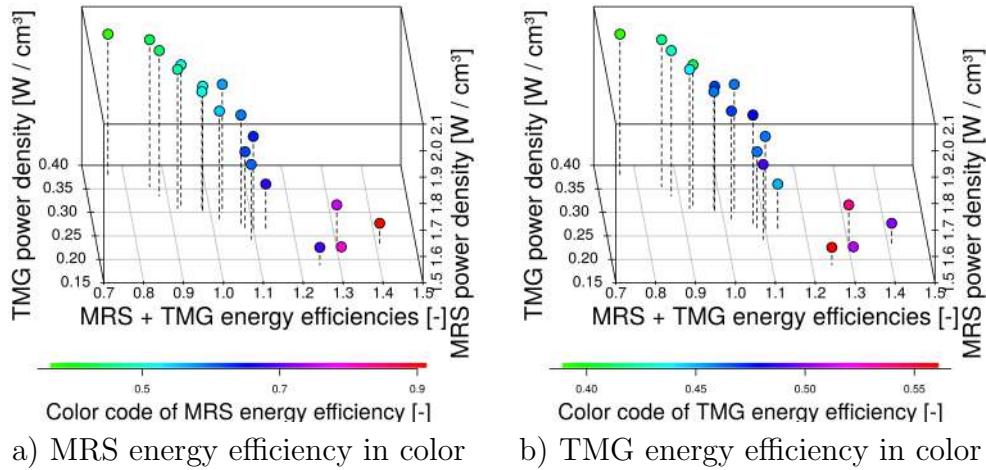 TMG power density [W / cm³]
0.40
0.35
0.30
0.25
0.20
0.15
0.7 0.8 0.9 1.0 1.1 1.2 1.3 1.4 1.5
MRS + TMG energy efficiencies [-]
1.5 1.6 1.7 1.8 1.9 2.0 2.1
MRS power density [W / cm³]
0.5 0.7 0.9
Color code of MRS energy efficiency [-]
a) MRS energy efficiency in color
TMG power density [W / cm³]
0.40
0.35
0.30
0.25
0.20
0.15
0.7 0.8 0.9 1.0 1.1 1.2 1.3 1.4 1.5
MRS + TMG energy efficiencies [-]
1.5 1.6 1.7 1.8 1.9 2.0 2.1
MRS power density [W / cm³]
0.40 0.45 0.50 0.55
Color code of TMG energy efficiency [-]
b) TMG energy efficiency in color